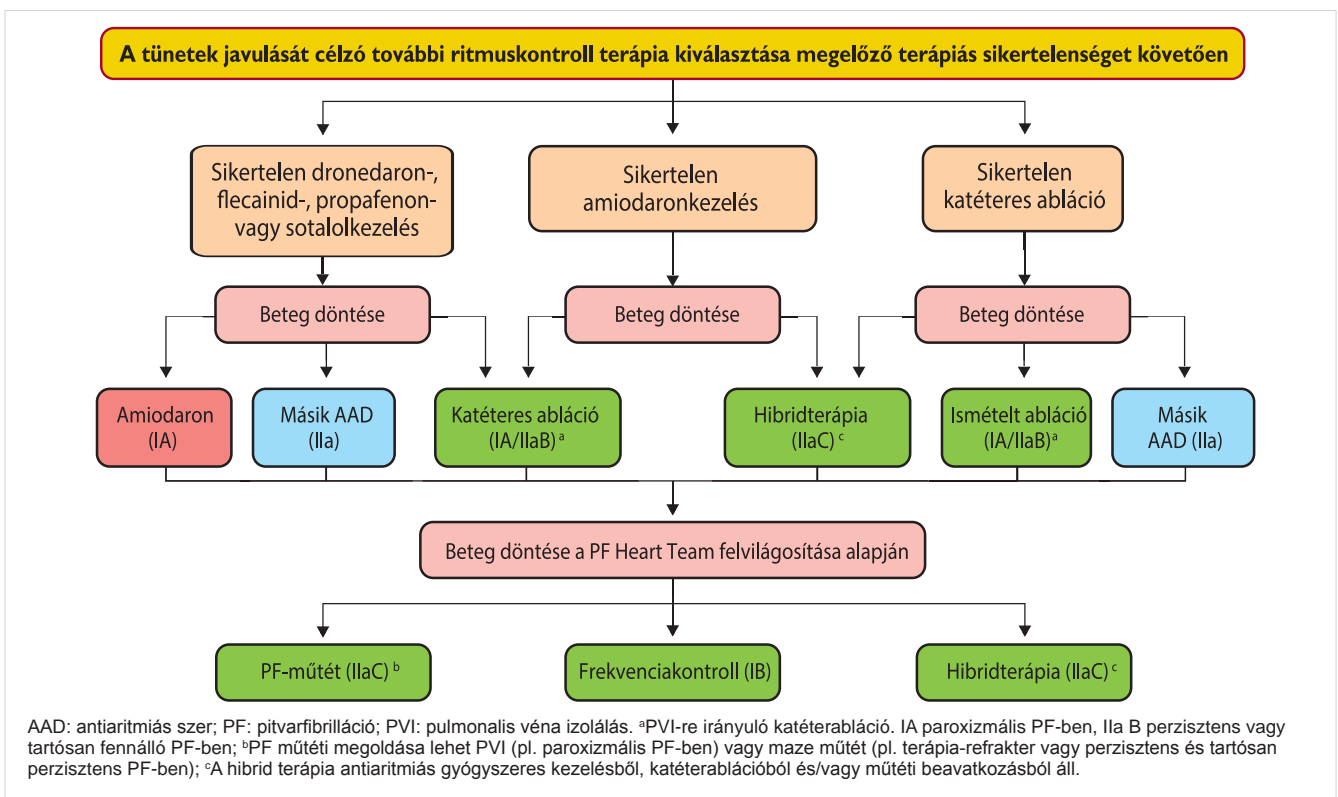 A tünetek javulását célzó további ritmuskontroll terápia kiválasztása megelőző terápiás sikertelenséget követően
Sikertelen dronedaron-,
flecainid-, propafenon-
vagy sotalolkezelés
Sikertelen
amiodaronkezelés
Sikertelen
katéteres abláció
Beteg döntése
Beteg döntése
Beteg döntése
Amiodaron
(IA)
Másik AAD
(IIa)
Katéteres abláció
(IA/IIaB) a
Hibridterápia
(IIaC) c
Ismételt abláció
(IA/IIaB) a
Másik
AAD (IIa)
Beteg döntése a PF Heart Team felvilágosítása alapján
PF-műtét (IIaC) b
Frekvenciakontroll (IB)
Hibridterápia (IIaC) c
AAD: antiaritmiás szer; PF: pitvarfibrilláció; PVI: pulmonalis véna izolálás. aPVI-re irányuló katéterabláció. IA paroxizmális PF-ben, IIa B perzisztens vagy
tartósan fennálló PF-ben; bPF műtéti megoldása lehet PVI (pl. paroxizmális PF-ben) vagy maze műtét (pl. terápia-refrakter vagy perzisztens és tartósan
perzisztens PF-ben); cA hibrid terápia antiaritmiás gyógyszeres kezelésből, katéterablációból és/vagy műtéti beavatkozásból áll.